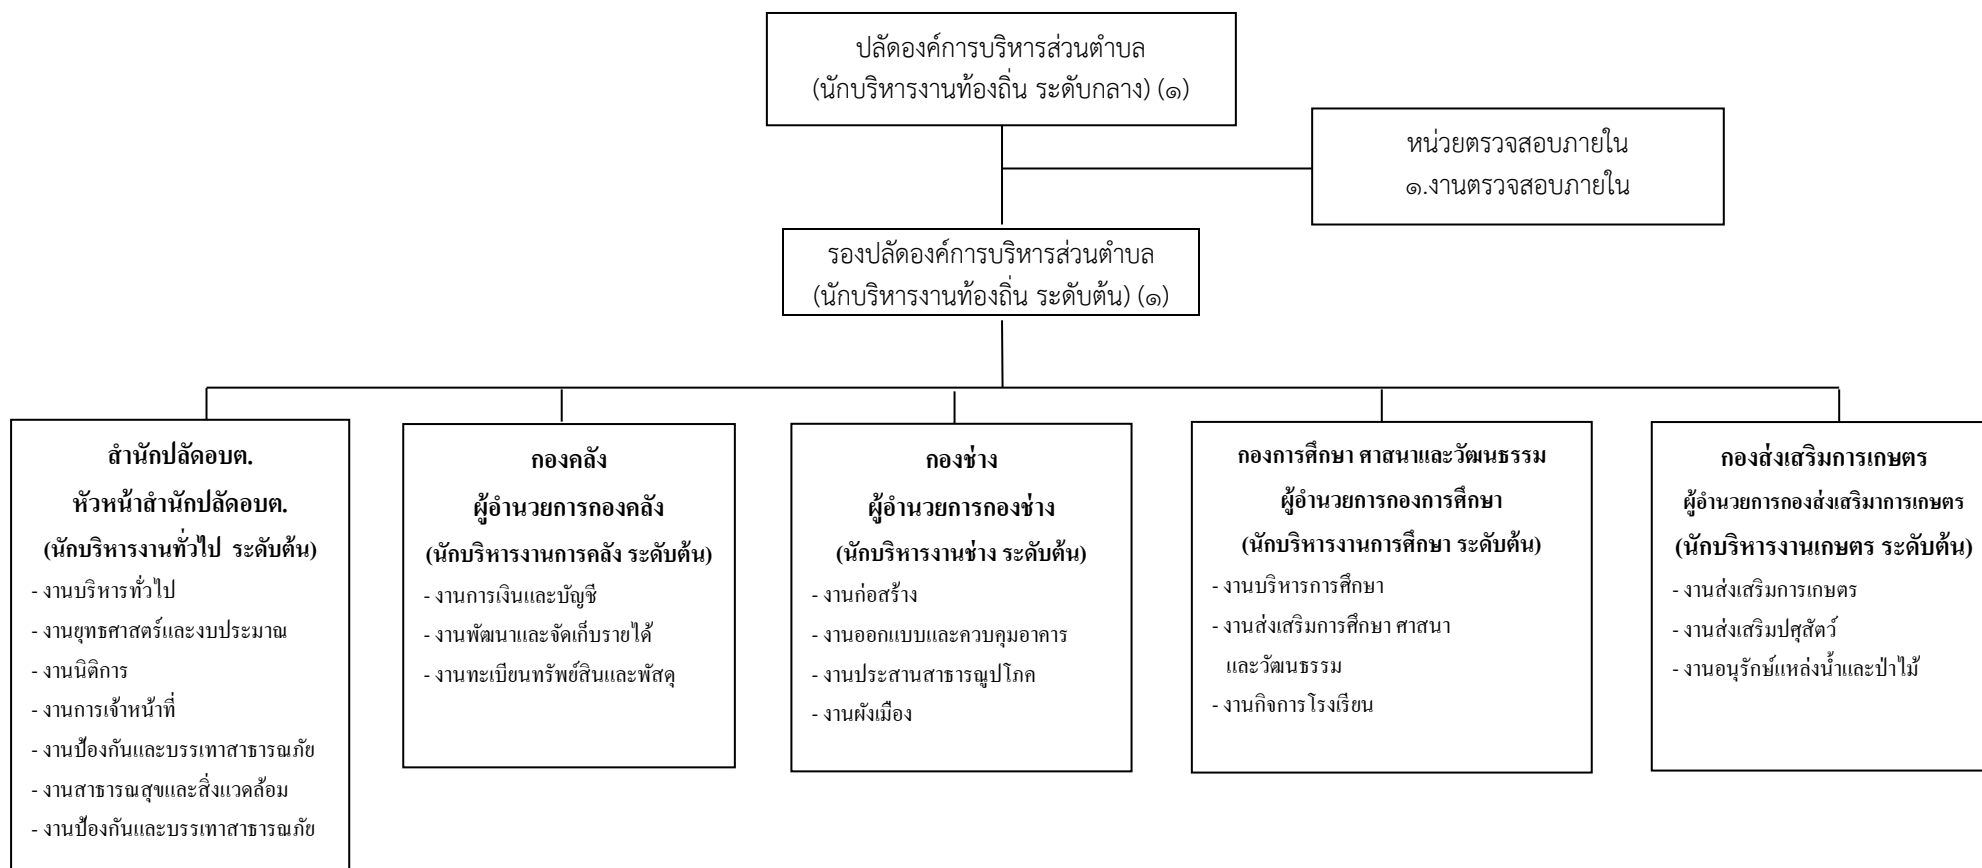 ปลัดองค์การบริหารส่วนตำบล
(นักบริหารงานท้องถิ่น ระดับกลาง) (๑)
หน่วยตรวจสอบภายใน
๑.งานตรวจสอบภายใน
รองปลัดองค์การบริหารส่วนตำบล
(นักบริหารงานท้องถิ่น ระดับต้น) (๑)
สำนักปลัดอบต.
หัวหน้าสำนักปลัดอบต.
(นักบริหารงานทั่วไป ระดับต้น)
- งานบริหารทั่วไป
- งานยุทธศาสตร์และงบประมาณ
- งานนิติการ
- งานการเจ้าหน้าที่
- งานป้องกันและบรรเทาสาธารณภัย
- งานสาธารณสุขและสิ่งแวดล้อม
- งานป้องกันและบรรเทาสาธารณภัย
กองคลัง
ผู้อำนวยการกองคลัง
(นักบริหารงานการคลัง ระดับต้น)
- งานการเงินและบัญชี
- งานพัฒนาและจัดเก็บรายได้
- งานทะเบียนทรัพย์สินและพัสดุ
กองช่าง
ผู้อำนวยการกองช่าง
(นักบริหารงานช่าง ระดับต้น)
- งานก่อสร้าง
- งานออกแบบและควบคุมอาคาร
- งานประสานสาธารณูปโภค
- งานผังเมือง
กองการศึกษา ศาสนาและวัฒนธรรม
ผู้อำนวยการกองการศึกษา
(นักบริหารงานการศึกษา ระดับต้น)
- งานบริหารการศึกษา
- งานส่งเสริมการศึกษา ศาสนา
และวัฒนธรรม
- งานกิจการโรงเรียน
กองส่งเสริมการเกษตร
ผู้อำนวยการกองส่งเสริมาการเกษตร
(นักบริหารงานเกษตร ระดับต้น)
- งานส่งเสริมการเกษตร
- งานส่งเสริมปศุสัตว์
- งานอนุรักษ์แหล่งน้ำและป่าไม้